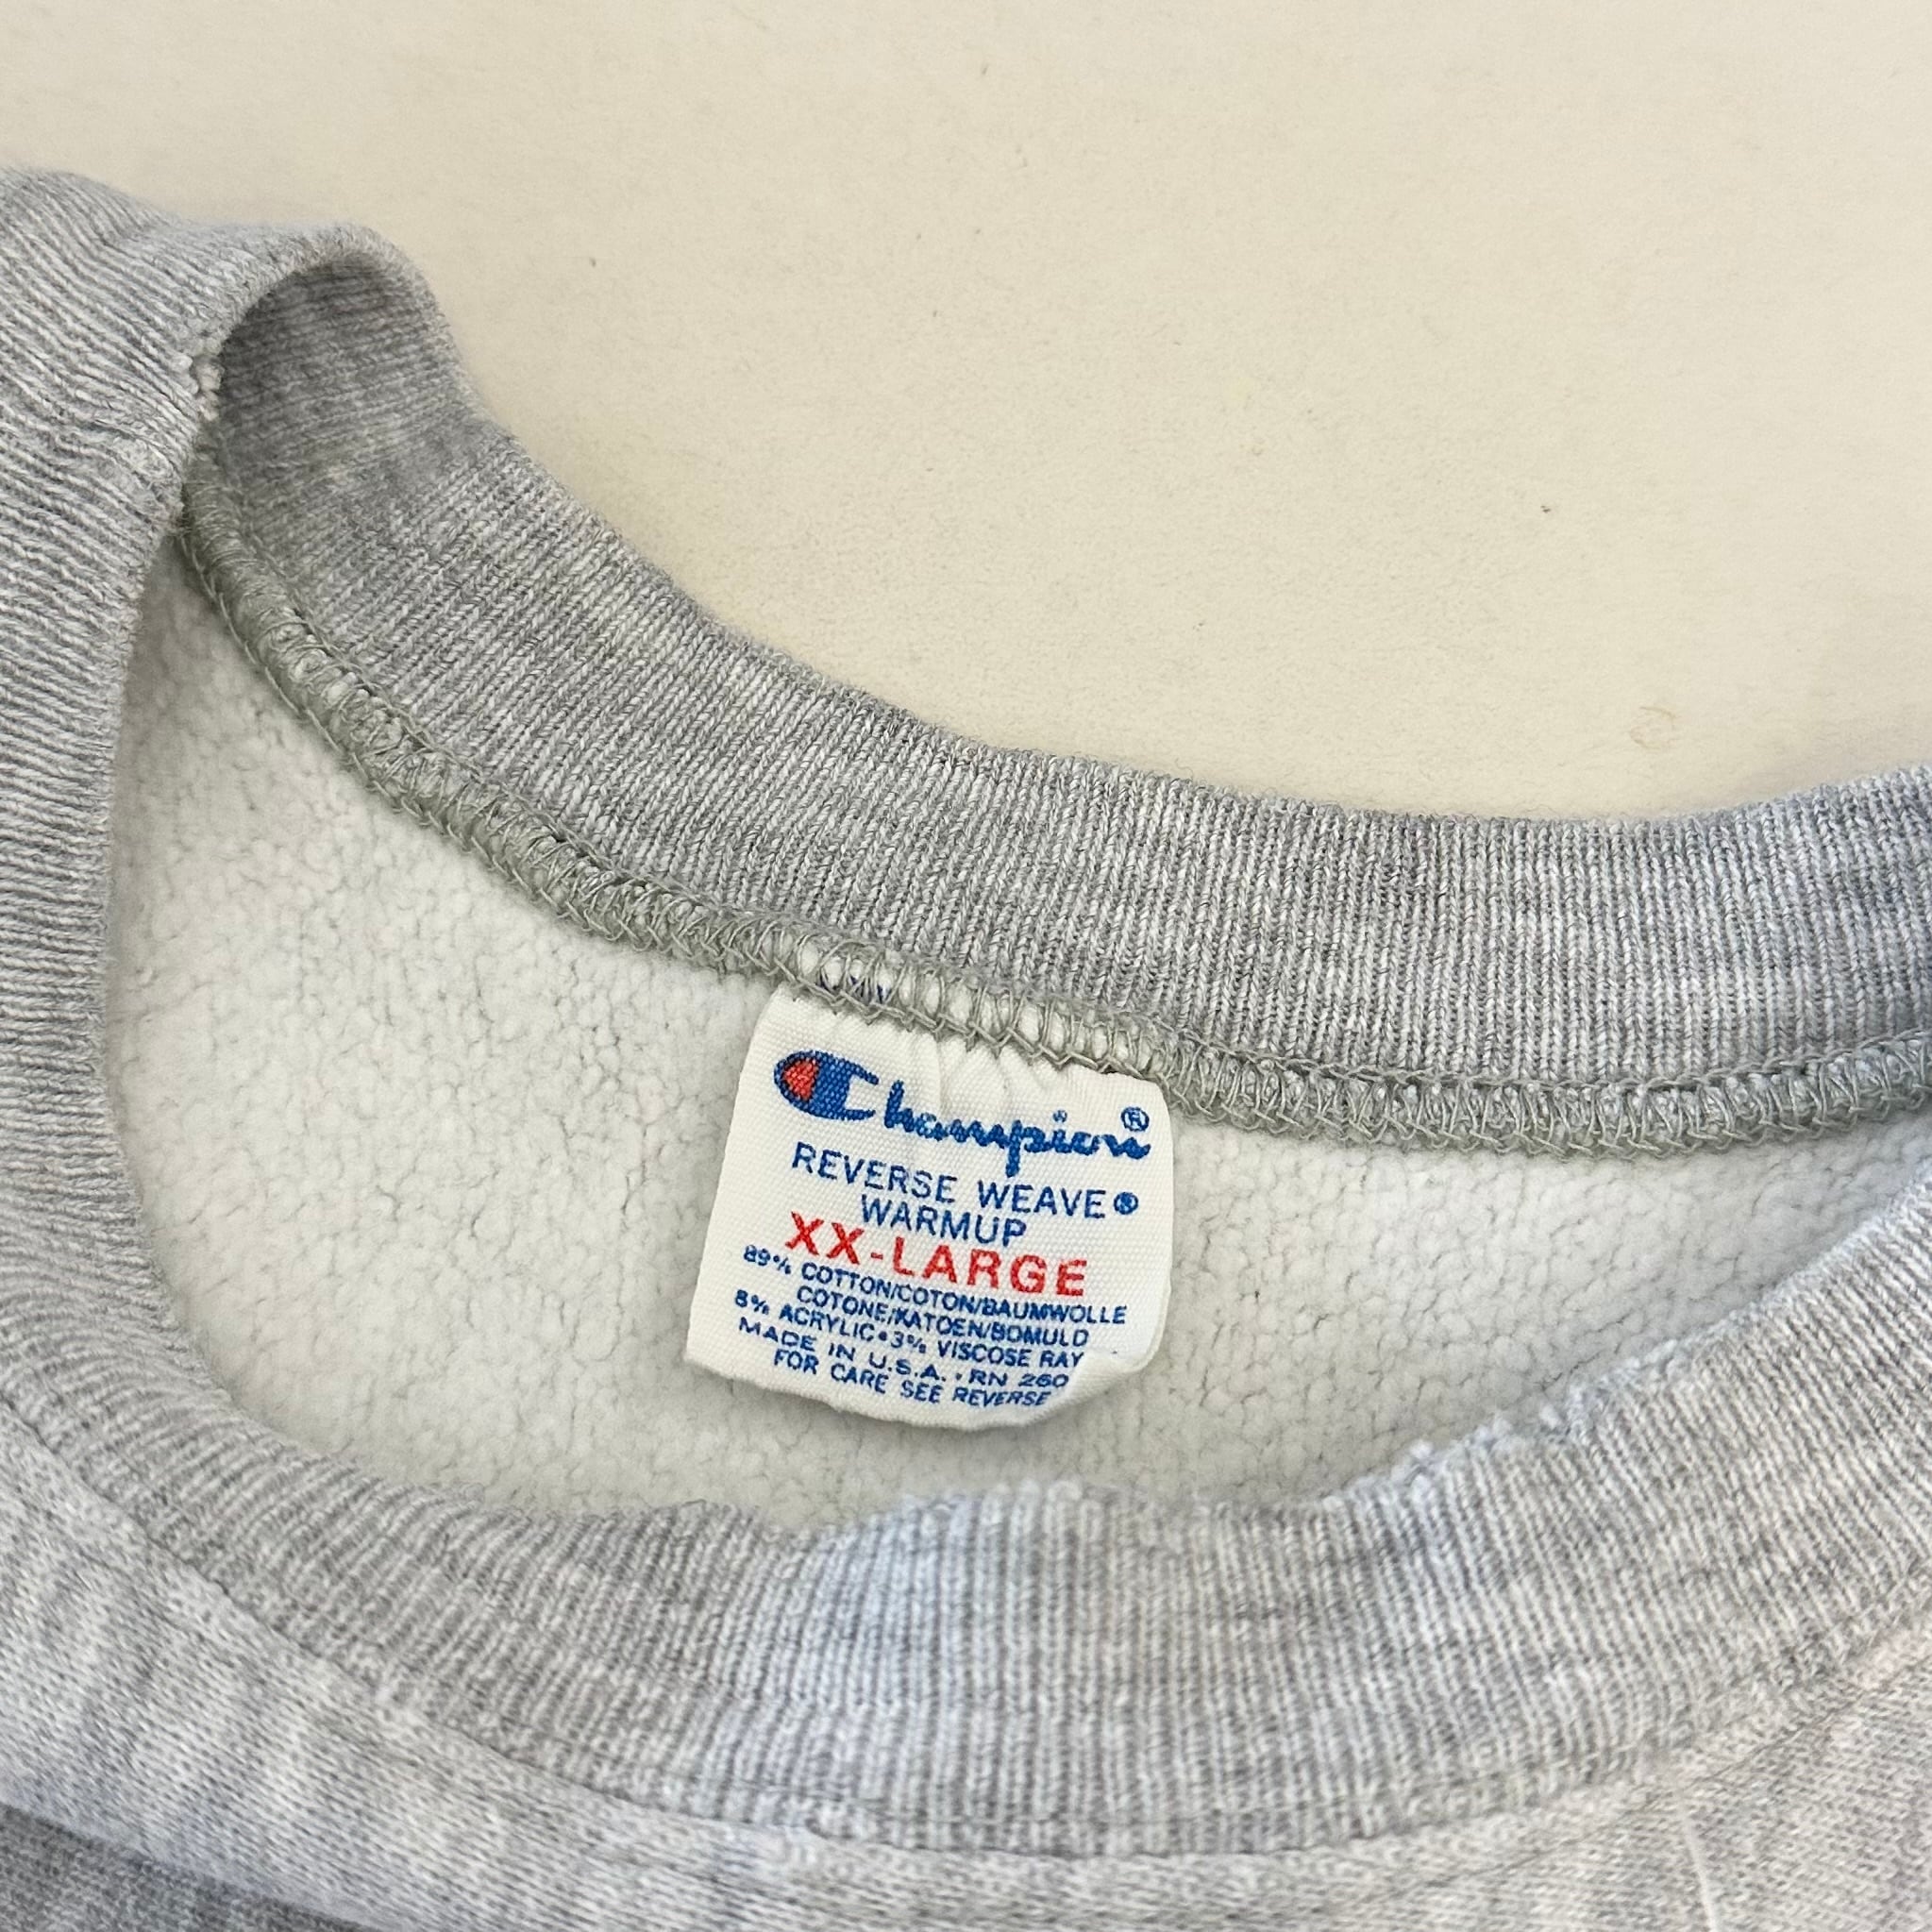 Champion®
REVERSE WEAVE®
WARMUP
XX-LARGE
89% COTTON/COTON/BAUMWOLLE
COTONE/KATOEN/BOMULD
8% ACRYLIC•3% VISCOSE RAY
MADE IN U.S.A. • RN 260
FOR CARE SEE REVERSE